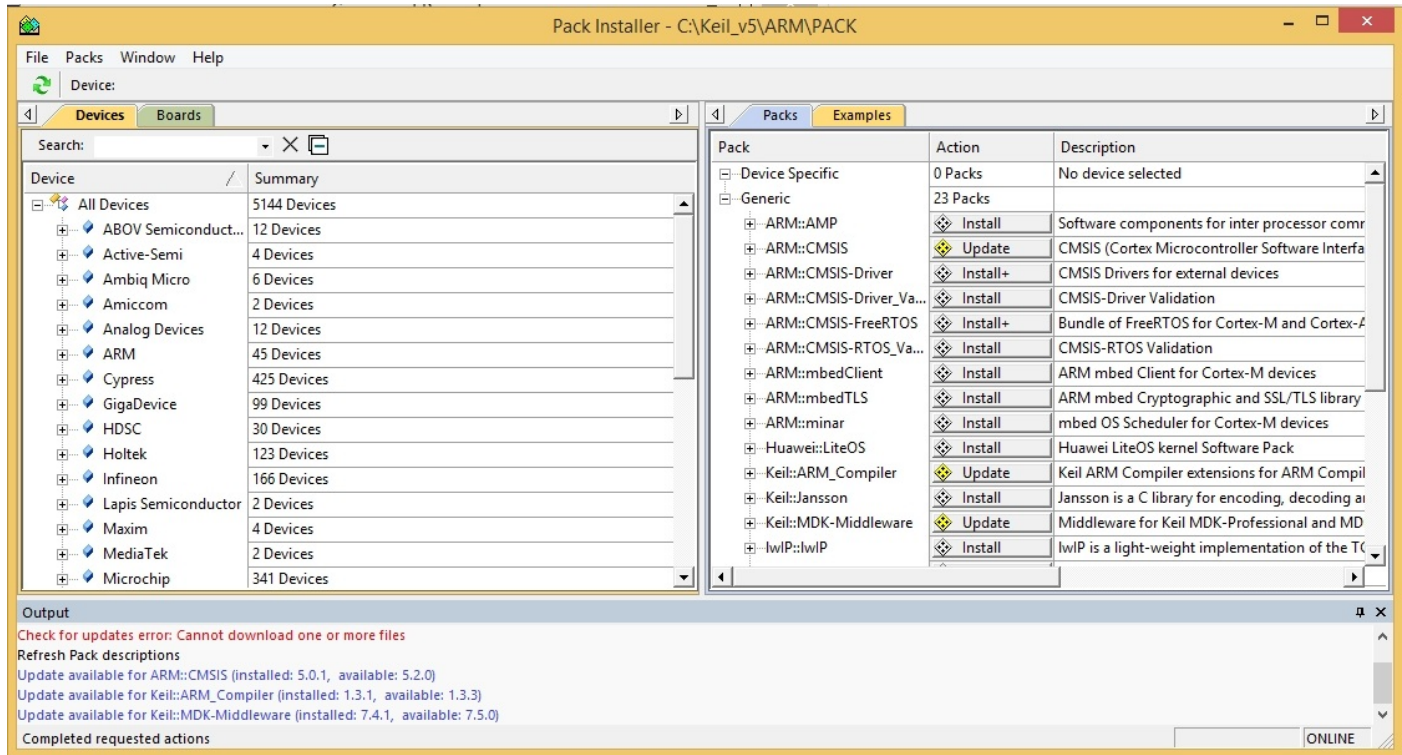 Pack Installer - C:\Keil_v5\ARM\PACK
File Packs Window Help
Device:
Devices Boards
Search:
Device Summary
All Devices 5144 Devices
ABOV Semiconduct... 12 Devices
Active-Semi 4 Devices
Ambiq Micro 6 Devices
Amiccom 2 Devices
Analog Devices 12 Devices
ARM 45 Devices
Cypress 425 Devices
GigaDevice 99 Devices
HDSC 30 Devices
Holtek 123 Devices
Infineon 166 Devices
Lapis Semiconductor 2 Devices
Maxim 4 Devices
MediaTek 2 Devices
Microchip 341 Devices
Packs Examples
Pack Action Description
Device Specific 0 Packs No device selected
Generic 23 Packs
ARM::AMP Install Software components for inter processor comm
ARM::CMSIS Update CMSIS (Cortex Microcontroller Software Interfa
ARM::CMSIS-Driver Install+ CMSIS Drivers for external devices
ARM::CMSIS-Driver_Va... Install CMSIS-Driver Validation
ARM::CMSIS-FreeRTOS Install+ Bundle of FreeRTOS for Cortex-M and Cortex-A
ARM::CMSIS-RTOS_Va... Install CMSIS-RTOS Validation
ARM::mbedClient Install ARM mbed Client for Cortex-M devices
ARM::mbedTLS Install ARM mbed Cryptographic and SSL/TLS library
ARM::minar Install mbed OS Scheduler for Cortex-M devices
Huawei::LiteOS Install Huawei LiteOS kernel Software Pack
Keil::ARM_Compiler Update Keil ARM Compiler extensions for ARM Compil
Keil::Jansson Install Jansson is a C library for encoding, decoding a
Keil::MDK-Middleware Update Middleware for Keil MDK-Professional and MD
lwIP::lwIP Install lwIP is a light-weight implementation of the TC
Output
Check for updates error: Cannot download one or more files
Refresh Pack descriptions
Update available for ARM::CMSIS (installed: 5.0.1, available: 5.2.0)
Update available for Keil::ARM_Compiler (installed: 1.3.1, available: 1.3.3)
Update available for Keil::MDK-Middleware (installed: 7.4.1, available: 7.5.0)
Completed requested actions ONLINE